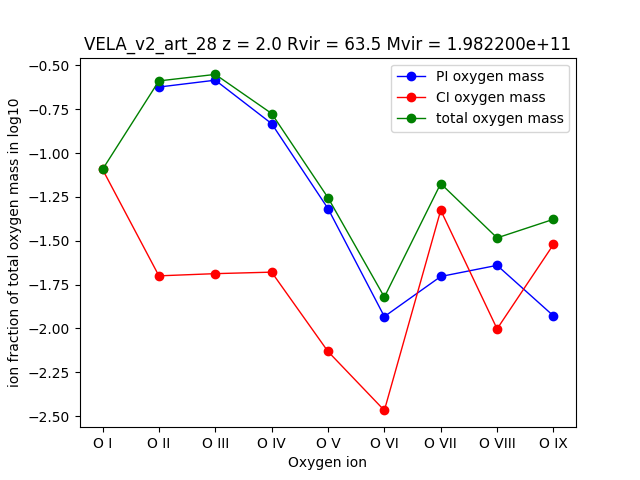 VELA_v2_art_28 z = 2.0 Rvir = 63.5 Mvir = 1.982200e+11
PI oxygen mass
CI oxygen mass
total oxygen mass
ion fraction of total oxygen mass in log10
−0.50
−0.75
−1.00
−1.25
−1.50
−1.75
−2.00
−2.25
−2.50
O I O II O III O IV O V O VI O VII O VIII O IX
Oxygen ion